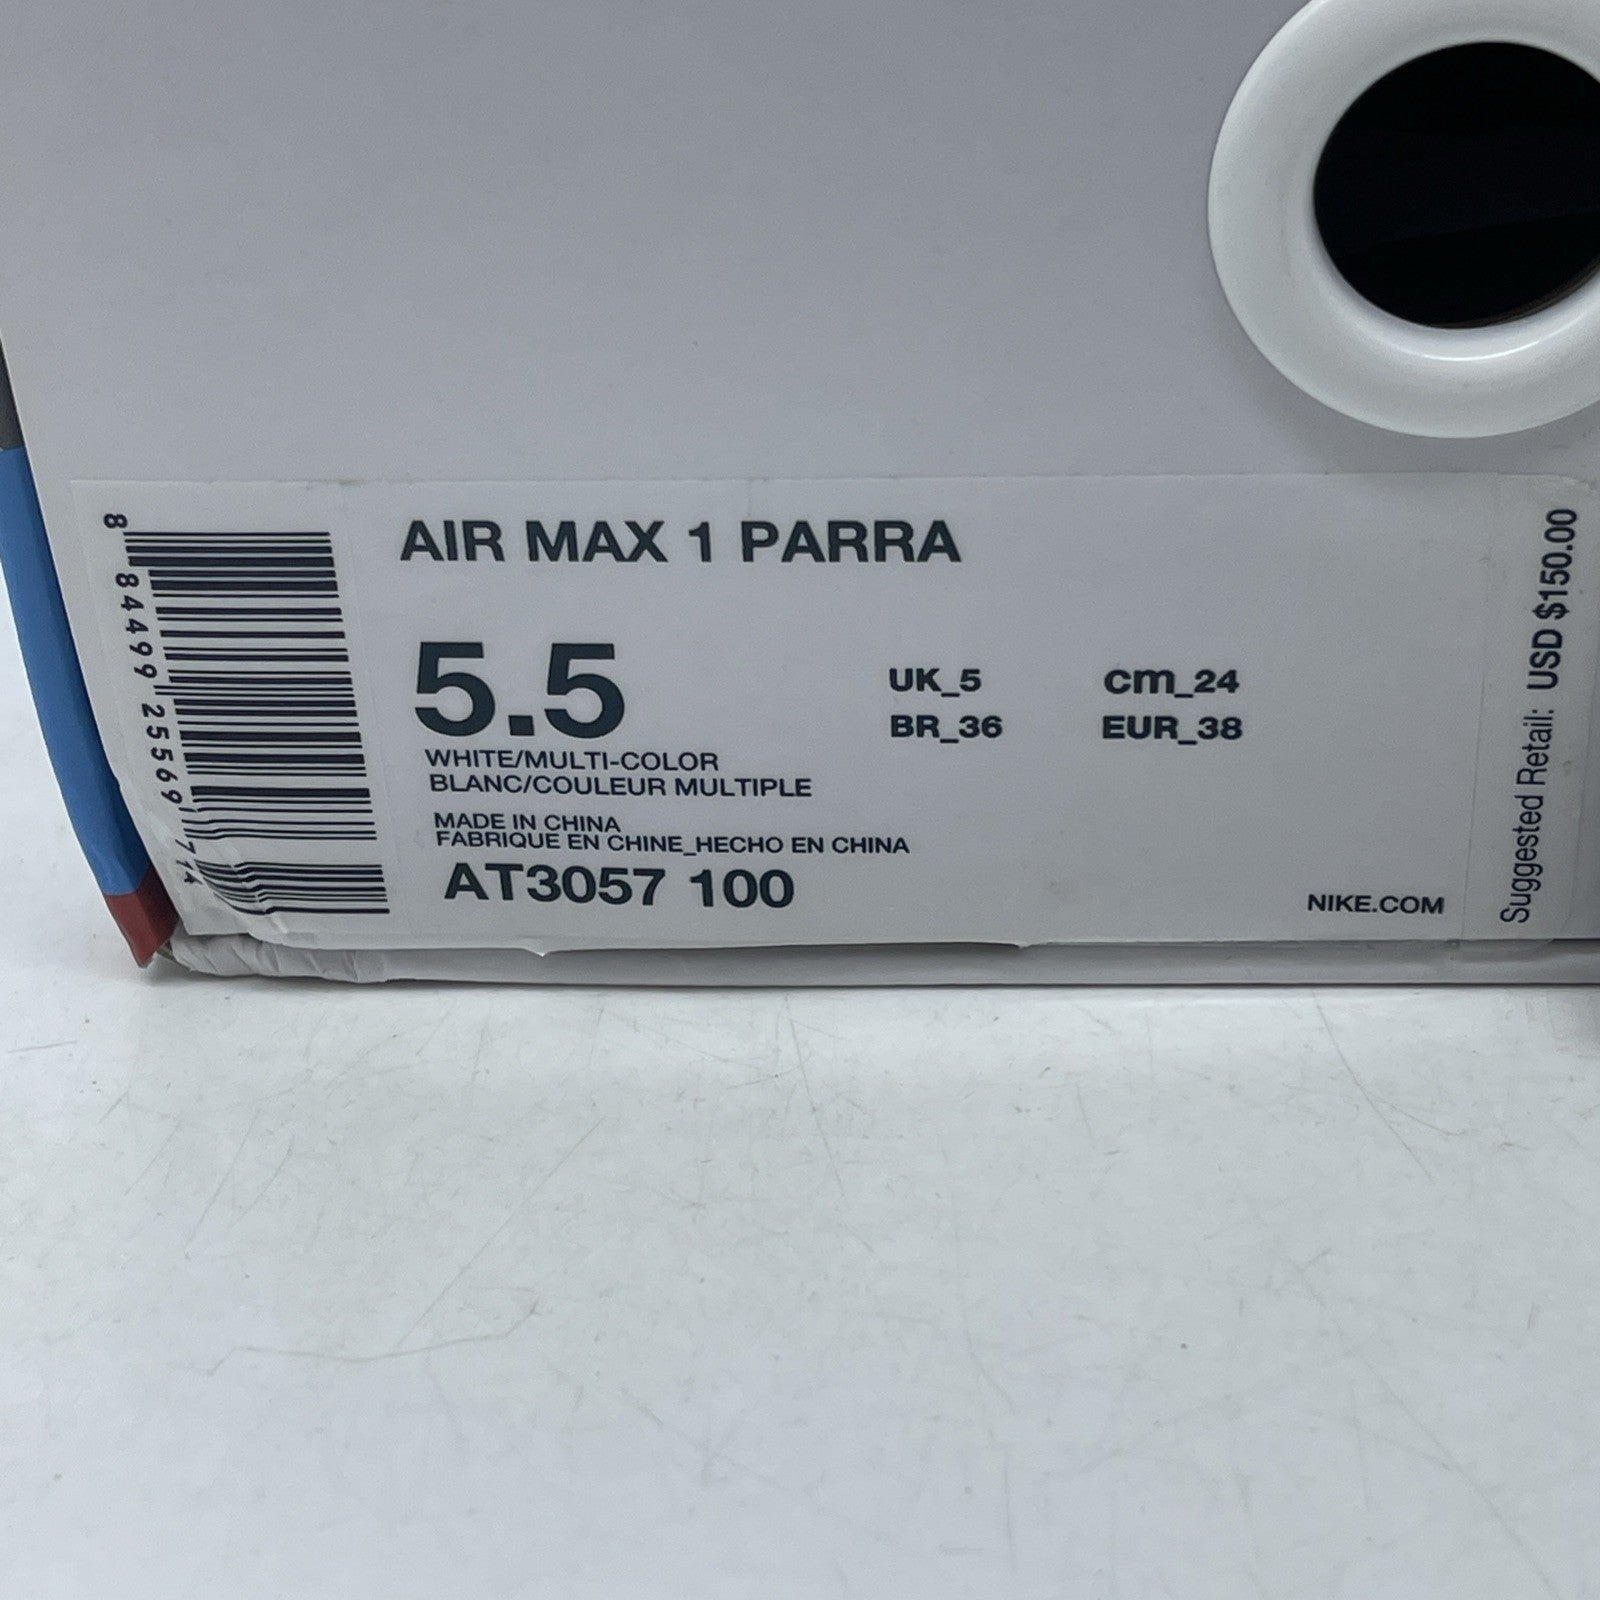 AIR MAX 1 PARRA
5.5
UK_5 cm_24
BR_36 EUR_38
WHITE/MULTI-COLOR
BLANC/COULEUR MULTIPLE
MADE IN CHINA
FABRIQUE EN CHINE_HECHO EN CHINA
AT3057 100
NIKE.COM
8 84499 25569 714
Suggested Retail: USD $150.00